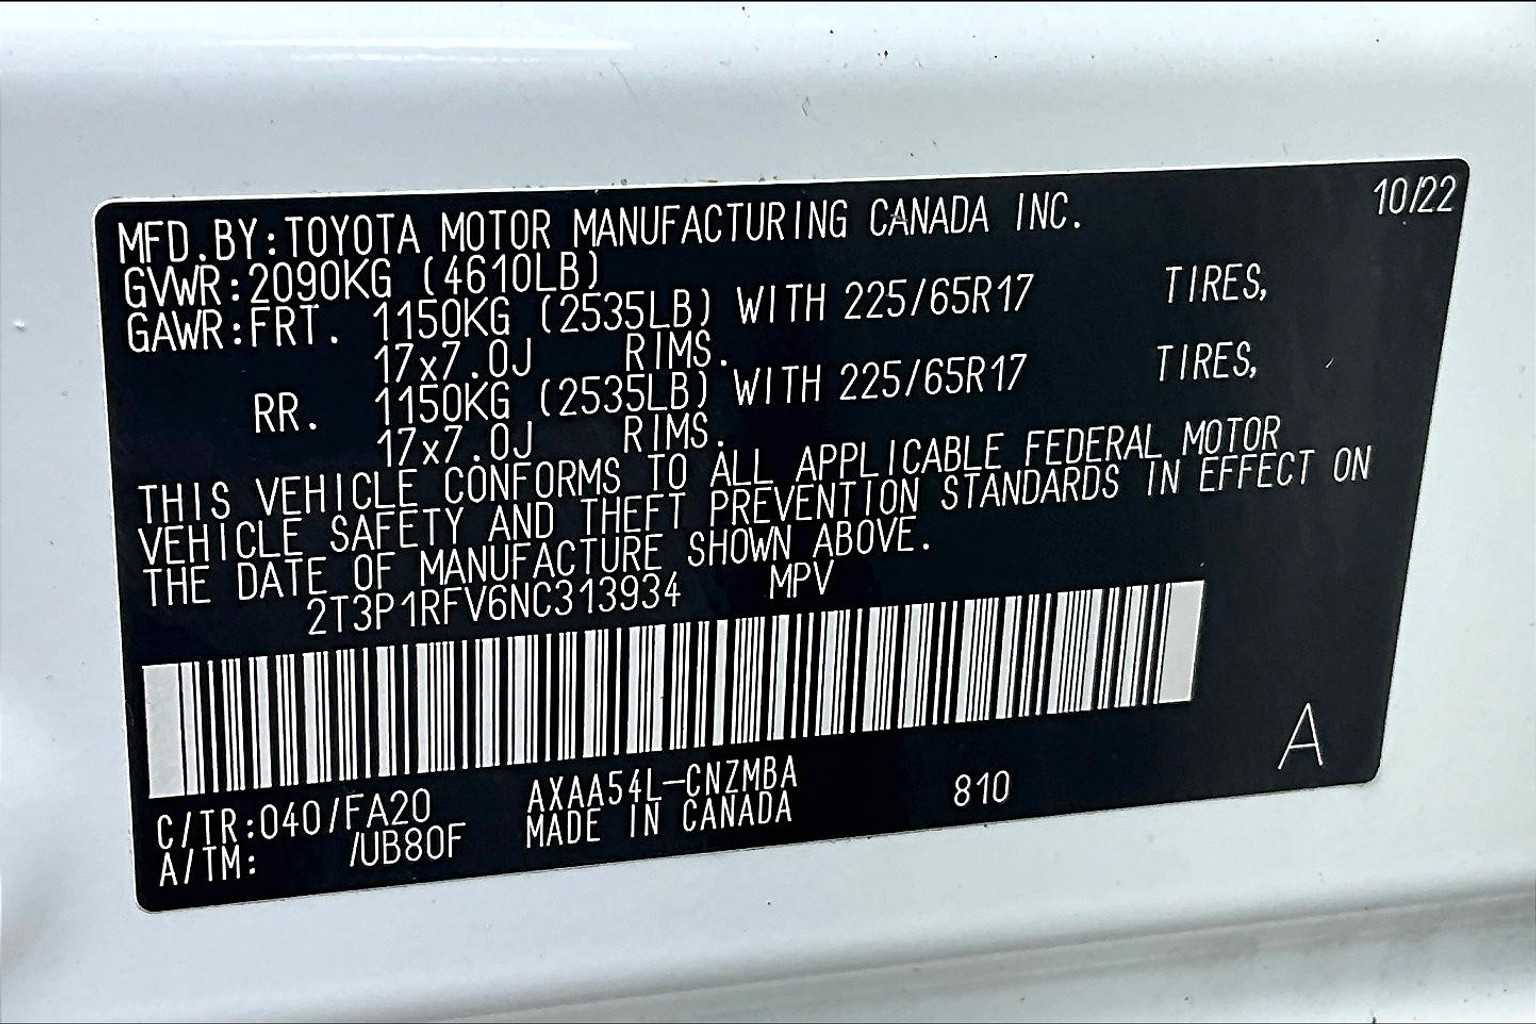 10/22
MFD.BY:TOYOTA MOTOR MANUFACTURING CANADA INC.
GVWR:2090KG (4610LB)
GAWR:FRT. 1150KG (2535LB) WITH 225/65R17 TIRES,
17x7.0J RIMS.
RR. 1150KG (2535LB) WITH 225/65R17 TIRES,
17x7.0J RIMS.
THIS VEHICLE CONFORMS TO ALL APPLICABLE FEDERAL MOTOR
VEHICLE SAFETY AND THEFT PREVENTION STANDARDS IN EFFECT ON
THE DATE OF MANUFACTURE SHOWN ABOVE.
2T3P1RFV6NC313934 MPV
A
C/TR:040/FA20 AXAA54L-CNZMBA 810
A/TM: /UB80F MADE IN CANADA